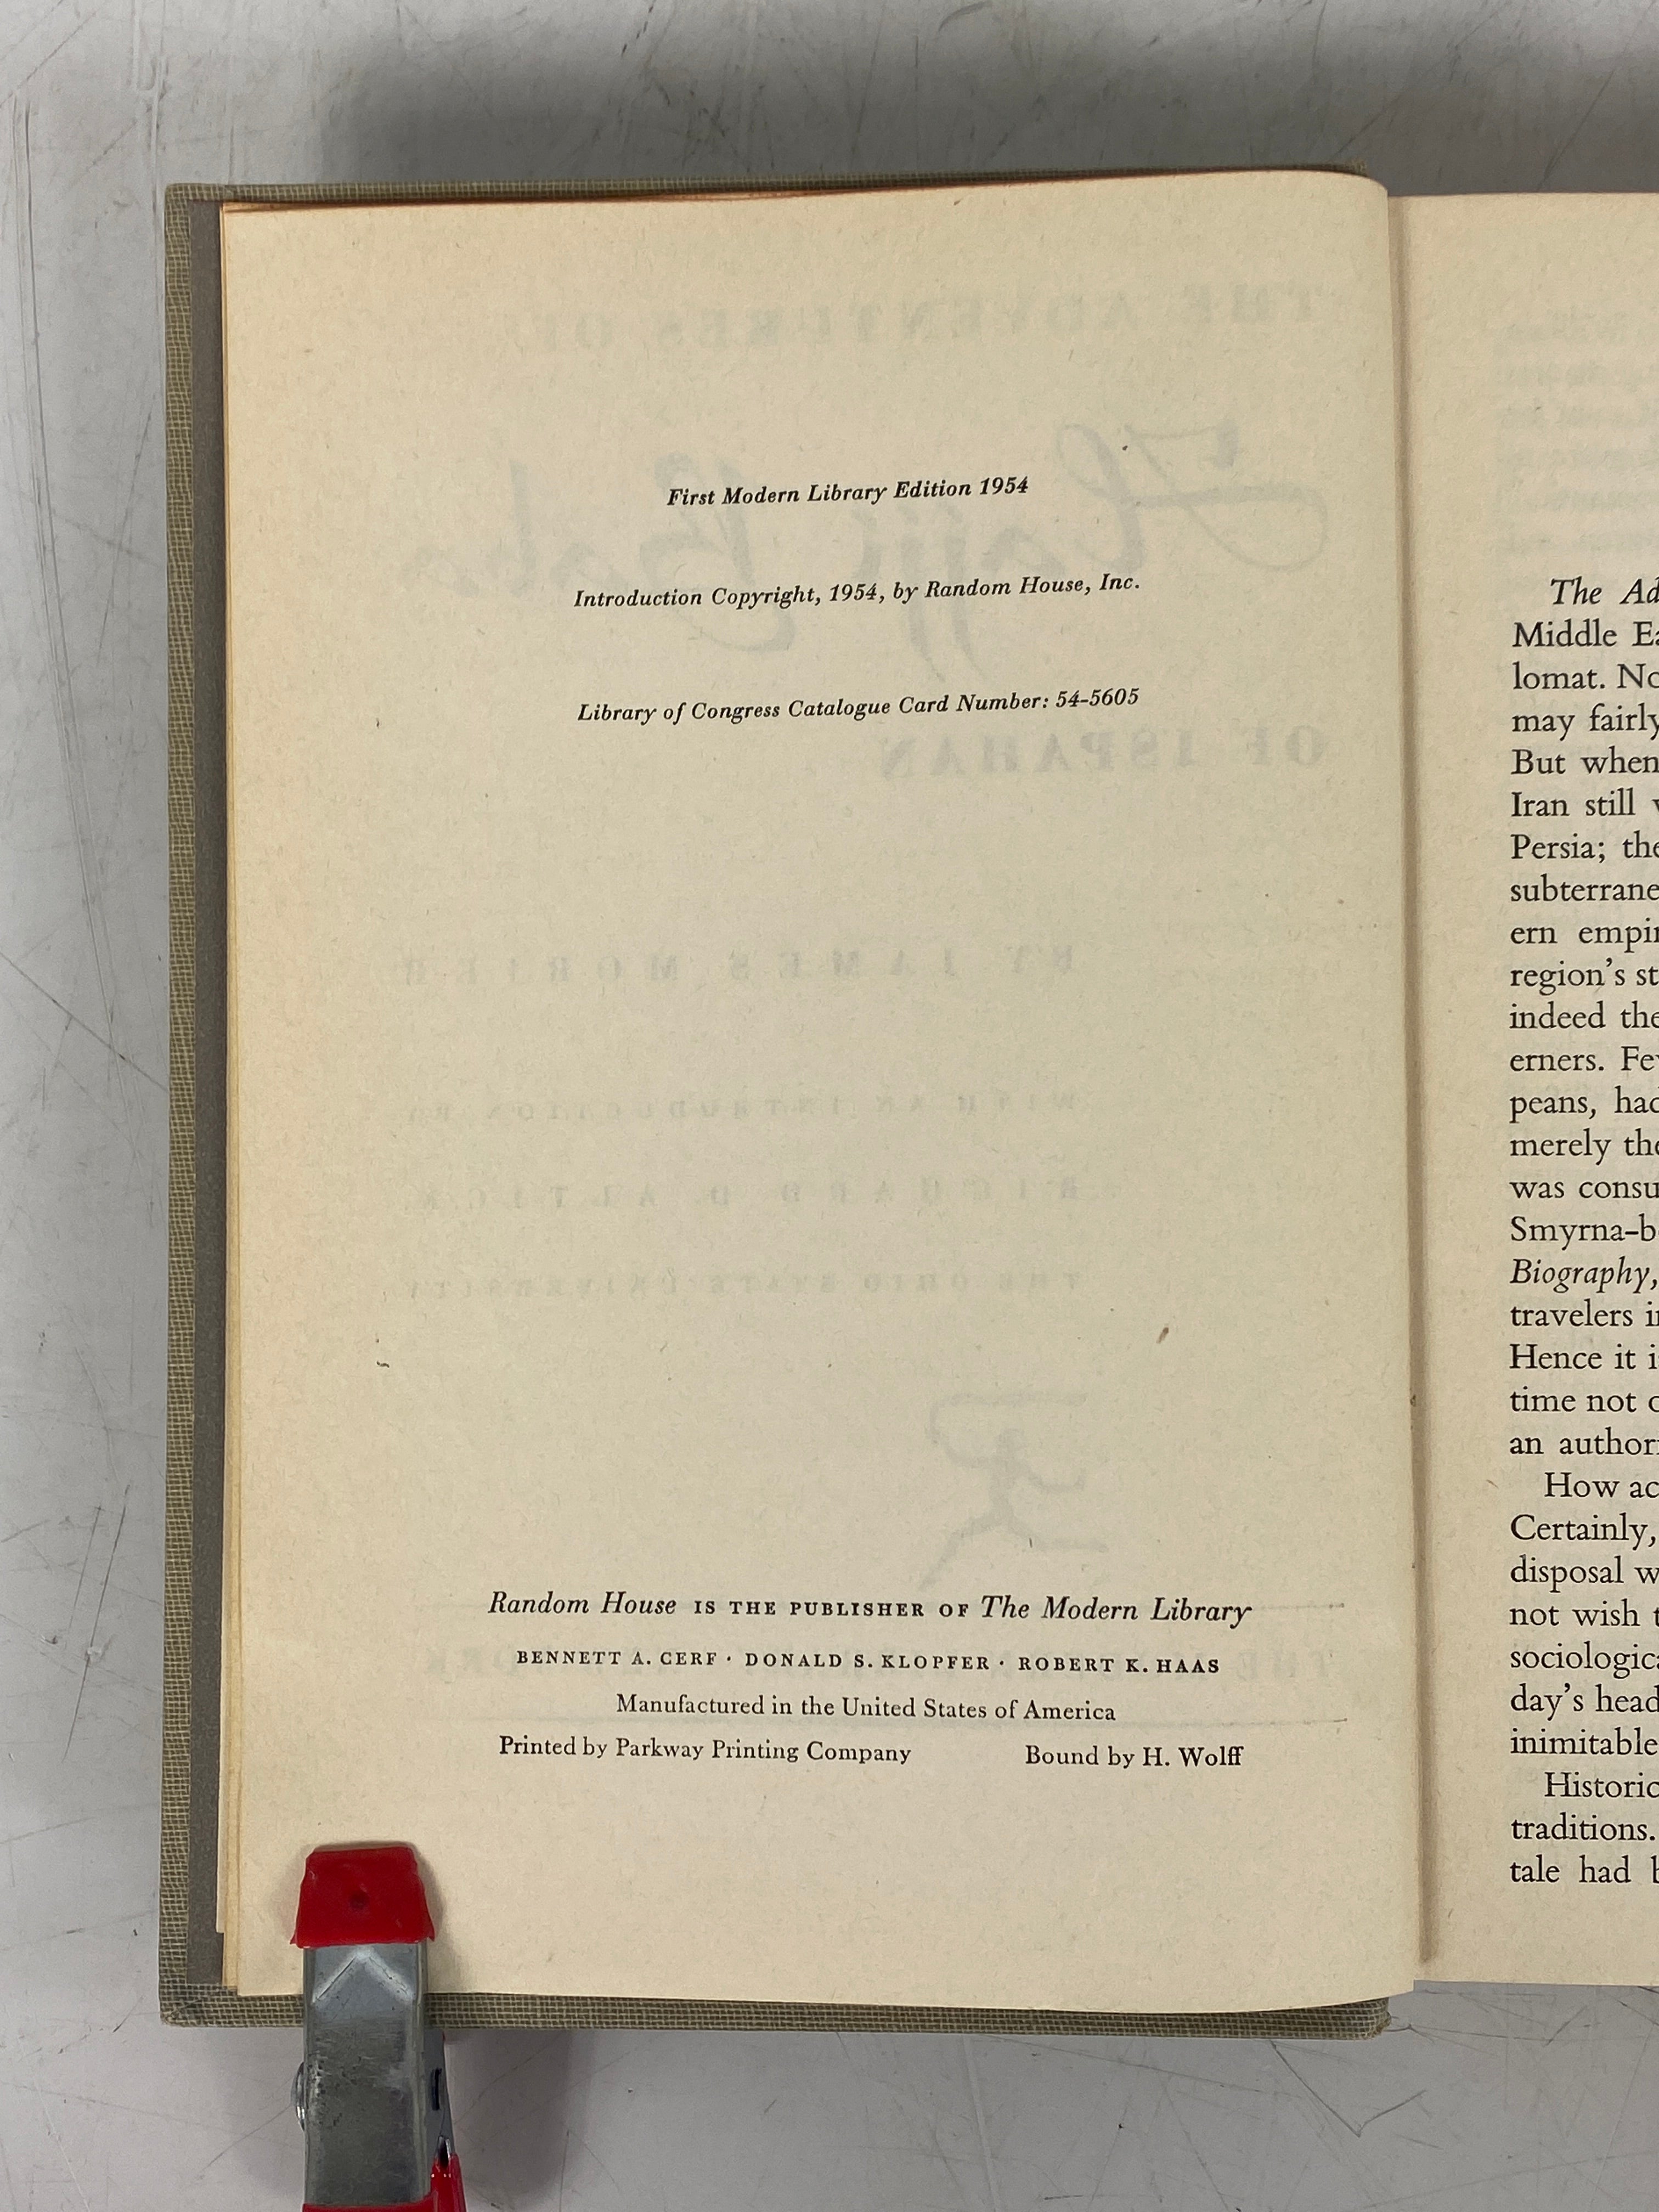 First Modern Library Edition 1954
Introduction Copyright, 1954, by Random House, Inc.
Library of Congress Catalogue Card Number: 54-5605
Random House IS THE PUBLISHER OF The Modern Library
BENNETT A. CERF · DONALD S. KLOPFER · ROBERT K. HAAS
Manufactured in the United States of America
Printed by Parkway Printing Company Bound by H. Wolff
The Ad
Middle Ea
lomat. No
may fairly
But when
Iran still
Persia; the
subterrane
ern empir
region's st
indeed the
erners. Fev
peans, had
merely the
was consu
Smyrna-b
Biography,
travelers i
Hence it i
time not
an author
How ac
Certainly,
disposal w
not wish t
sociologica
day's head
inimitable
Historic
traditions.
tale had b